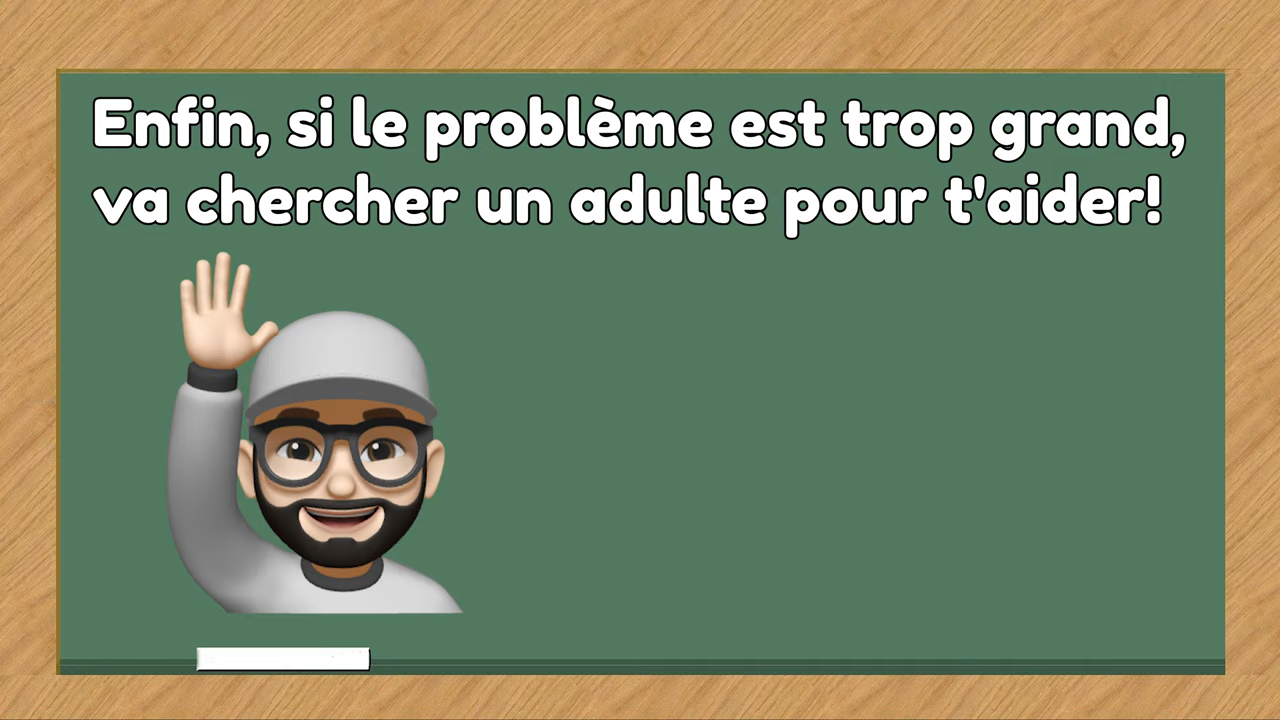 Enfin, si le problème est trop grand,
va chercher un adulte pour t'aider!